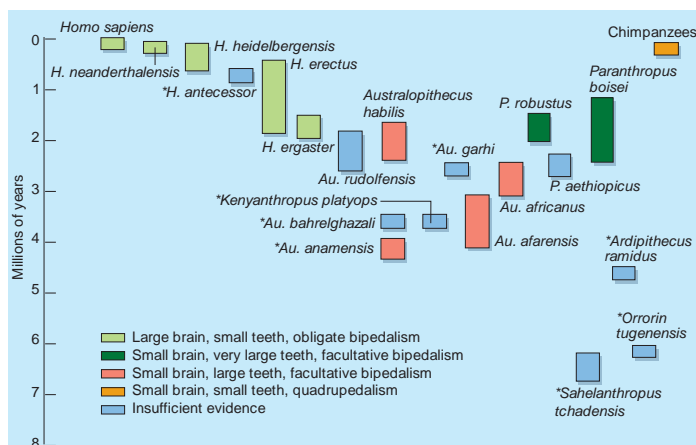 Homo sapiens
Chimpanzees
0
H. heidelbergensis
H. neanderthalensis
H. erectus
Paranthropus
boisei
*H. antecessor
1
Australopithecus
habilis
P. robustus
2
H. ergaster
*Au. garhi
Au. rudolfensis
P. aethiopicus
3
*Kenyanthropus platyops
Au. africanus
*Au. bahrelghazali
4
*Au. anamensis
Au. afarensis
*Ardipithecus
ramidus
5
*Orrorin
tugenensis
6
Large brain, small teeth, obligate bipedalism
Small brain, very large teeth, facultative bipedalism
Small brain, large teeth, facultative bipedalism
7
Small brain, small teeth, quadrupedalism
Insufficient evidence
*Sahelanthropus
tchadensis
8
Millions of years